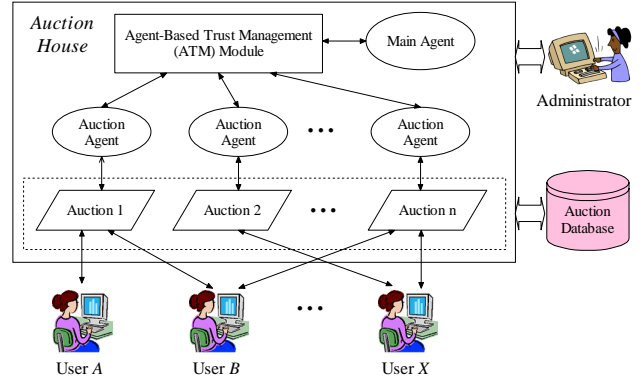 Auction
House
Agent-Based Trust Management
(ATM) Module
Main Agent
Administrator
Auction
Agent
Auction
Agent
...
Auction
Agent
Auction 1
Auction 2
...
Auction n
Auction
Database
...
User A
User B
User X